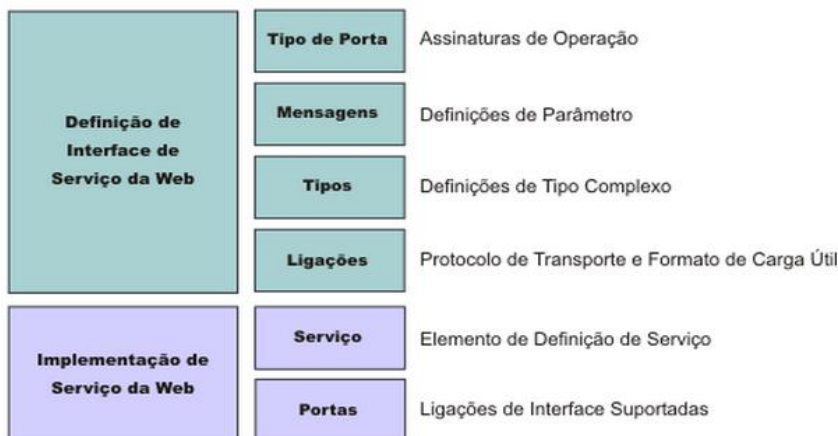 Definição de
Interface de
Serviço da Web
Tipo de Porta
Assinaturas de Operação
Mensagens
Definições de Parâmetro
Tipos
Definições de Tipo Complexo
Ligações
Protocolo de Transporte e Formato de Carga Útil
Implementação de
Serviço da Web
Serviço
Elemento de Definição de Serviço
Portas
Ligações de Interface Suportadas